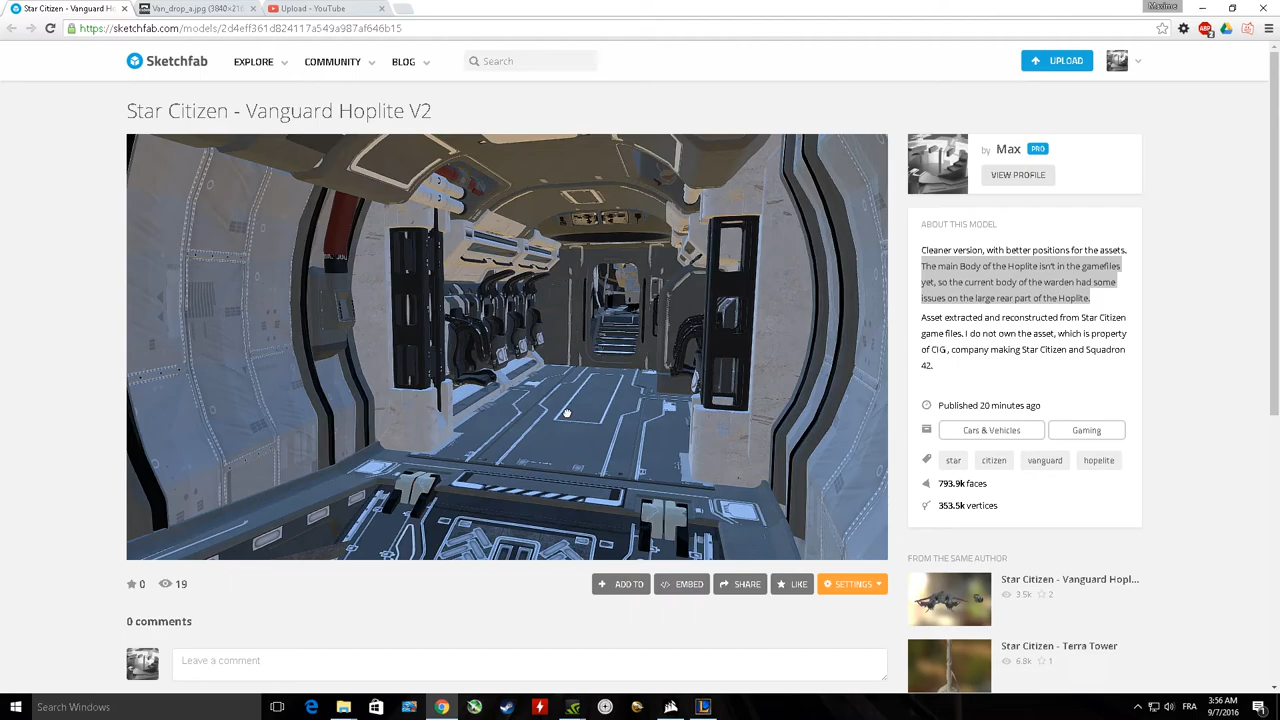 Star Citizen - Vanguard Ho
Van_drop_a.jpg (3840×216
Upload - YouTube
Maxime
https://sketchfab.com/models/2d4eff361d824117a549a987af646b15
ABP
2
Sketchfab
EXPLORE
COMMUNITY
BLOG
Search
UPLOAD
Star Citizen - Vanguard Hoplite V2
by Max PRO
VIEW PROFILE
ABOUT THIS MODEL
Cleaner version, with better positions for the assets.
The main Body of the Hoplite isn't in the gamefiles
yet, so the current body of the warden had some
issues on the large rear part of the Hoplite.
Asset extracted and reconstructed from Star Citizen
game files. I do not own the asset, which is property
of CIG , company making Star Citizen and Squadron
42.
Published 20 minutes ago
Cars & Vehicles
Gaming
star
citizen
vanguard
hopelite
793.9k faces
353.5k vertices
0
19
ADD TO
EMBED
SHARE
LIKE
SETTINGS
FROM THE SAME AUTHOR
Star Citizen - Vanguard Hopl...
3.5k
2
Star Citizen - Terra Tower
6.8k
1
0 comments
Leave a comment
Search Windows
FRA
3:56 AM
9/7/2016
1